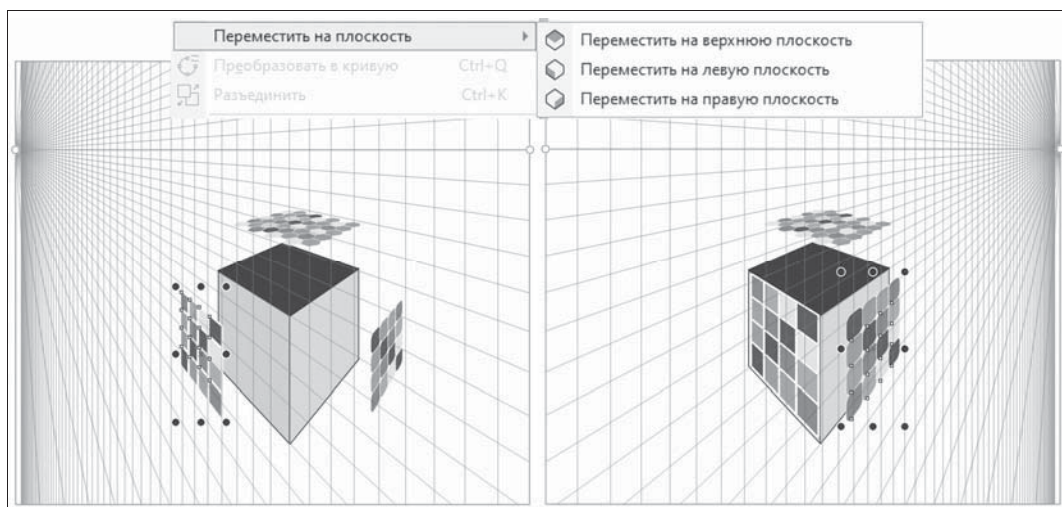 Переместить на плоскость
Преобразовать в кривую Ctrl+Q
Разъединить Ctrl+K
Переместить на верхнюю плоскость
Переместить на левую плоскость
Переместить на правую плоскость